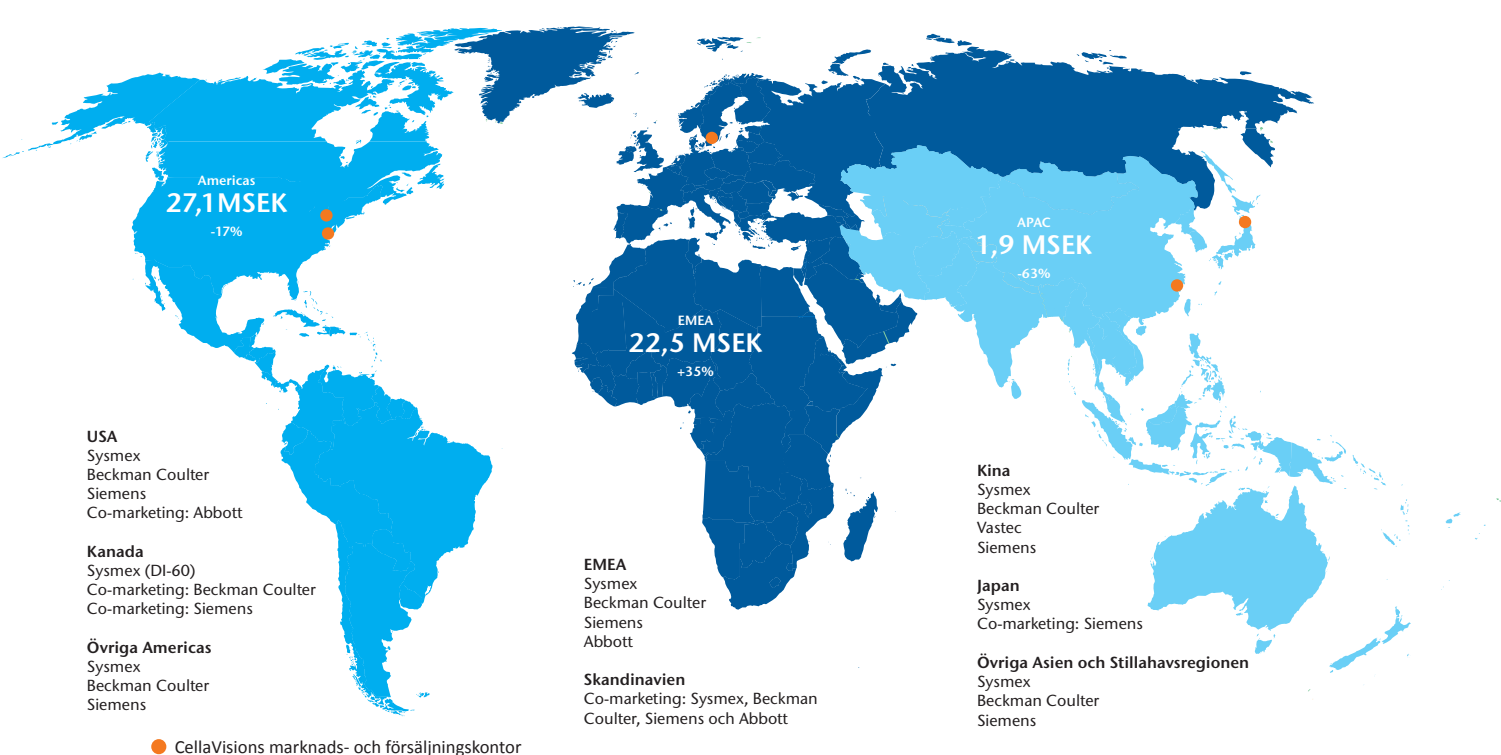 Americas
27,1MSEK
-17%
APAC
1,9 MSEK
-63%
EMEA
22,5 MSEK
+35%
USA
Sysmex
Beckman Coulter
Siemens
Co-marketing: Abbott
Kanada
Sysmex (DI-60)
Co-marketing: Beckman Coulter
Co-marketing: Siemens
Övriga Americas
Sysmex
Beckman Coulter
Siemens
EMEA
Sysmex
Beckman Coulter
Siemens
Abbott
Skandinavien
Co-marketing: Sysmex, Beckman
Coulter, Siemens och Abbott
Kina
Sysmex
Beckman Coulter
Vastec
Siemens
Japan
Sysmex
Co-marketing: Siemens
Övriga Asien och Stillahavsregionen
Sysmex
Beckman Coulter
Siemens
CellaVisions marknads- och försäljningskontor